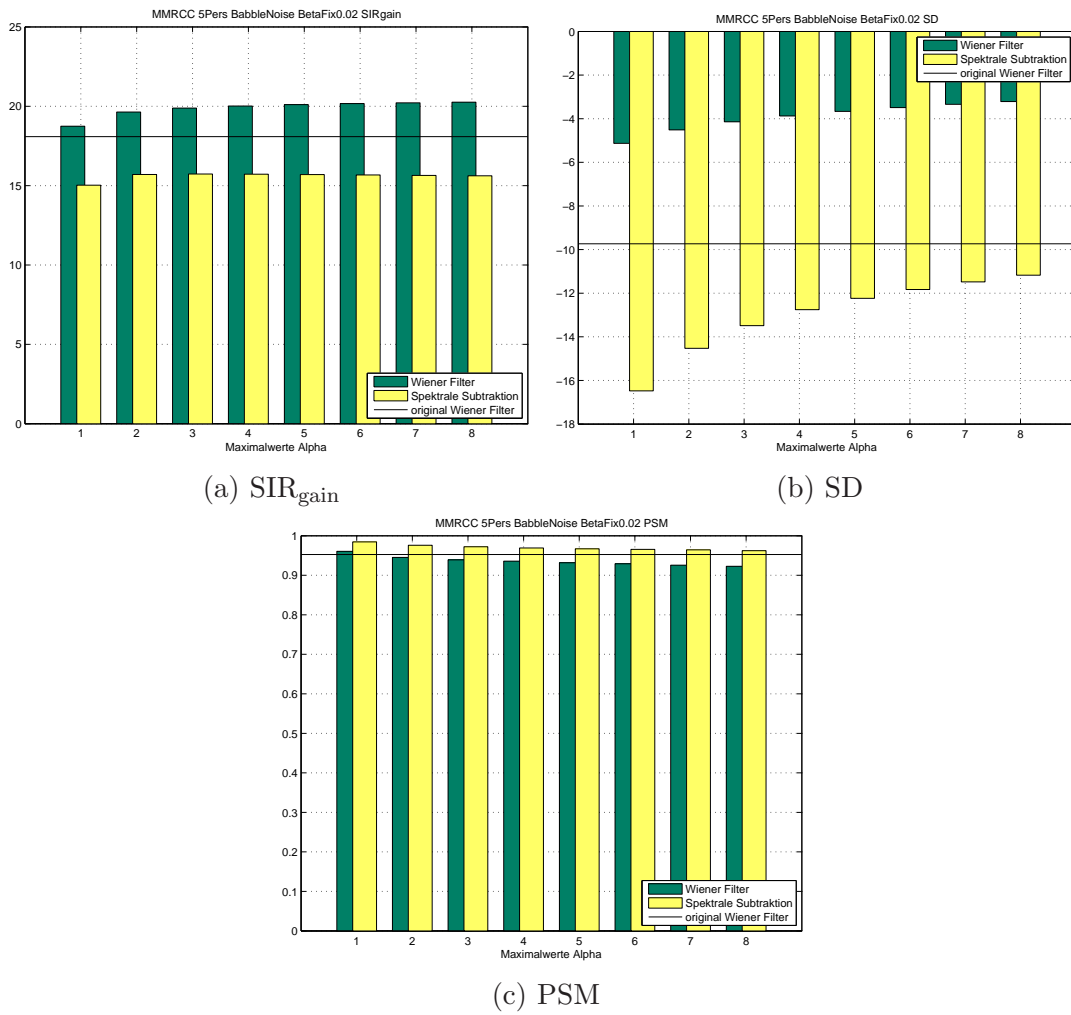 MMRCC 5Pers BabbleNoise BetaFix0.02 SIRgain
25
20
15
10
5
0
1 2 3 4 5 6 7 8
Maximalwerte Alpha
Wiener Filter
Spektrale Subtraktion
original Wiener Filter
(a) SIRgain
MMRCC 5Pers BabbleNoise BetaFix0.02 SD
0
−2
−4
−6
−8
−10
−12
−14
−16
−18
1 2 3 4 5 6 7 8
Maximalwerte Alpha
Wiener Filter
Spektrale Subtraktion
original Wiener Filter
(b) SD
MMRCC 5Pers BabbleNoise BetaFix0.02 PSM
1
0.9
0.8
0.7
0.6
0.5
0.4
0.3
0.2
0.1
0
1 2 3 4 5 6 7 8
Maximalwerte Alpha
Wiener Filter
Spektrale Subtraktion
original Wiener Filter
(c) PSM